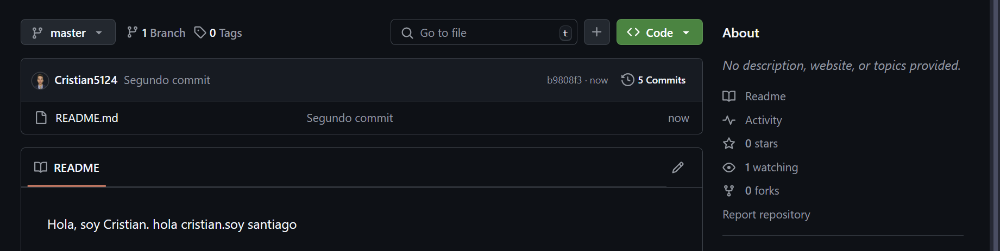 master 1 Branch 0 Tags Go to file t Code
Cristian5124 Segundo commit b9808f3 · now 5 Commits
README.md Segundo commit now
README
Hola, soy Cristian. hola cristian.soy santiago
About
No description, website, or topics provided.
Readme
Activity
0 stars
1 watching
0 forks
Report repository